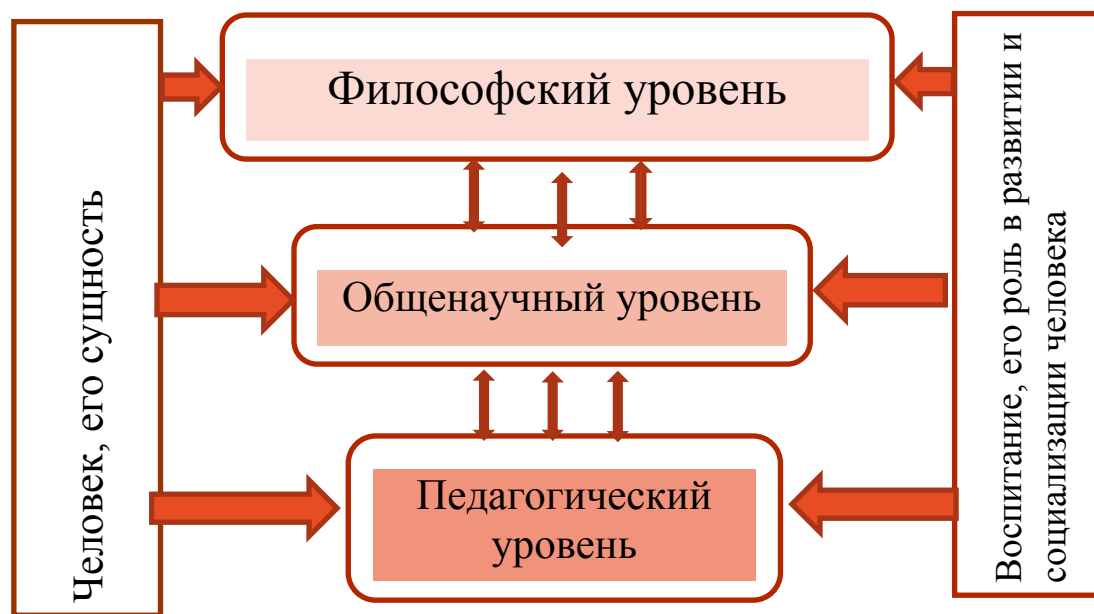 Человек, его сущность
Философский уровень
Общенаучный уровень
Педагогический
уровень
Воспитание, его роль в развитии и
социализации человека